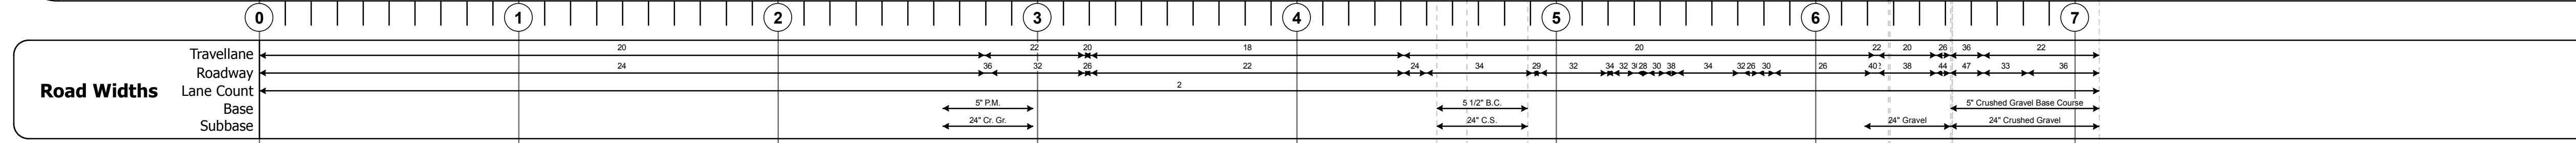 0 1 2 3 4 5 6 7
Road Widths
Travellane 20 22 20 18 20 22 20 26 36 22
Roadway 24 36 32 26 22 24 34 29 32 34 32 28 30 38 34 32 26 30 26 40 38 44 47 33 36
Lane Count 2
Base 5" P.M. 5 1/2" B.C. 5" Crushed Gravel Base Course
Subbase 24" Cr. Gr. 24" C.S. 24" Gravel 24" Crushed Gravel